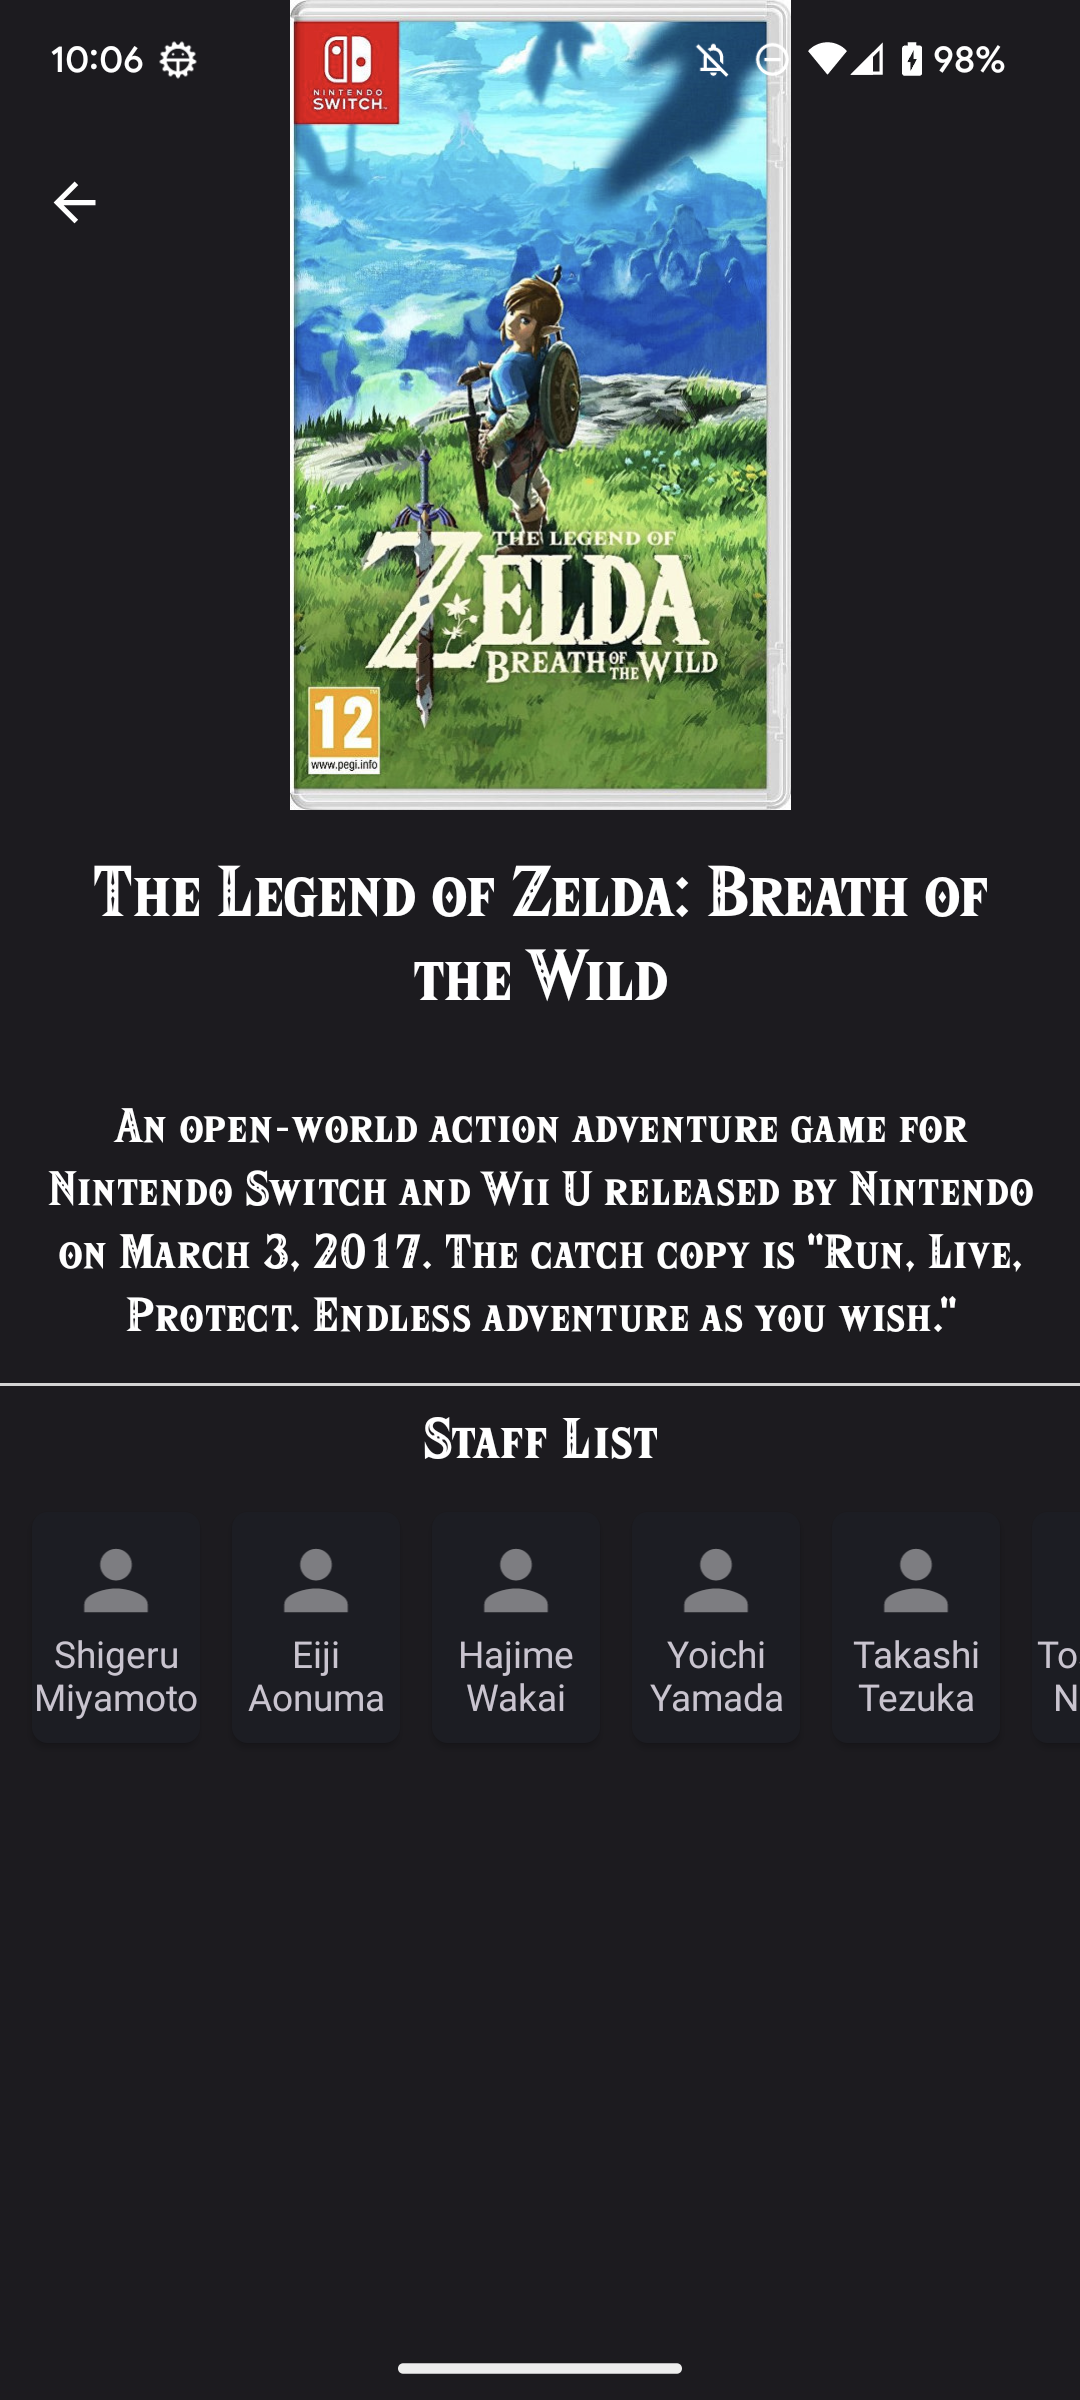 10:06
98%
NINTENDO
SWITCH
THE LEGEND OF
ZELDA
BREATH OF THE WILD
12
www.pegi.info
The Legend of Zelda: Breath of
the Wild
An open-world action adventure game for
Nintendo Switch and Wii U released by Nintendo
on March 3, 2017. The catch copy is "Run, Live,
Protect. Endless adventure as you wish."
Staff List
Shigeru
Miyamoto
Eiji
Aonuma
Hajime
Wakai
Yoichi
Yamada
Takashi
Tezuka